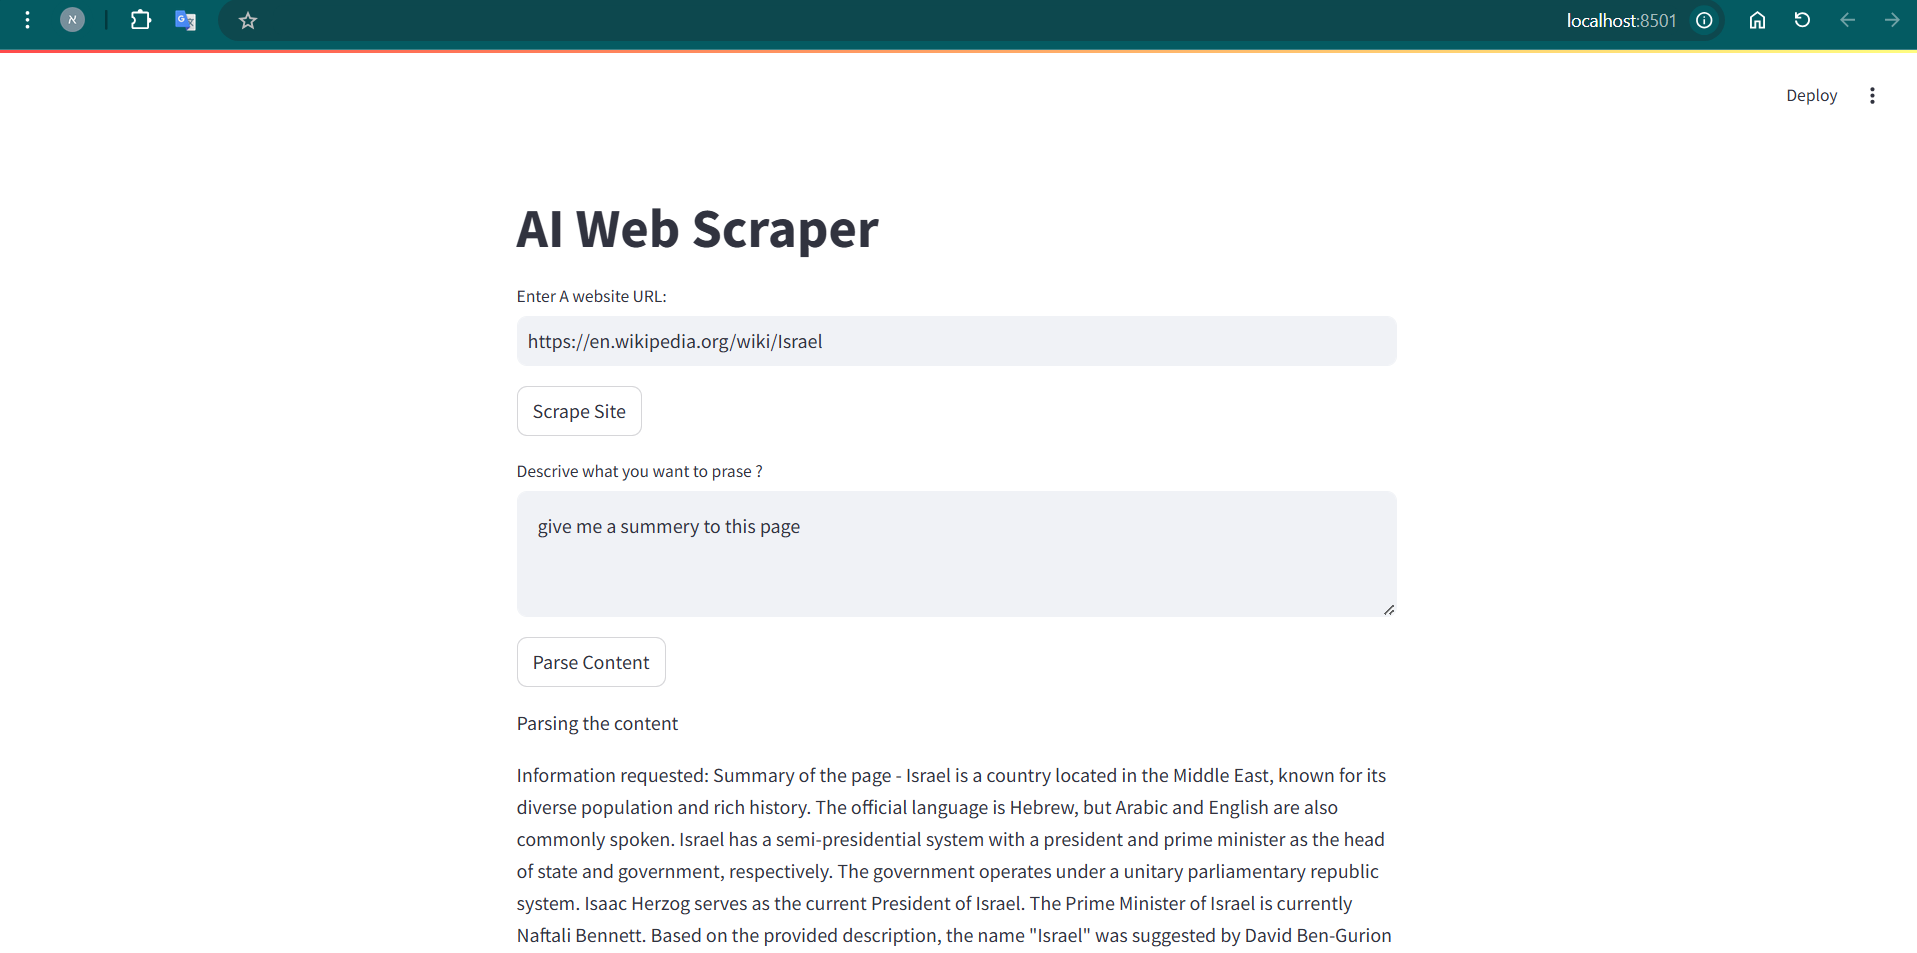 א
localhost:8501
Deploy
AI Web Scraper
Enter A website URL:
https://en.wikipedia.org/wiki/Israel
Scrape Site
Descrive what you want to prase ?
give me a summery to this page
Parse Content
Parsing the content
Information requested: Summary of the page - Israel is a country located in the Middle East, known for its
diverse population and rich history. The official language is Hebrew, but Arabic and English are also
commonly spoken. Israel has a semi-presidential system with a president and prime minister as the head
of state and government, respectively. The government operates under a unitary parliamentary republic
system. Isaac Herzog serves as the current President of Israel. The Prime Minister of Israel is currently
Naftali Bennett. Based on the provided description, the name "Israel" was suggested by David Ben-Gurion